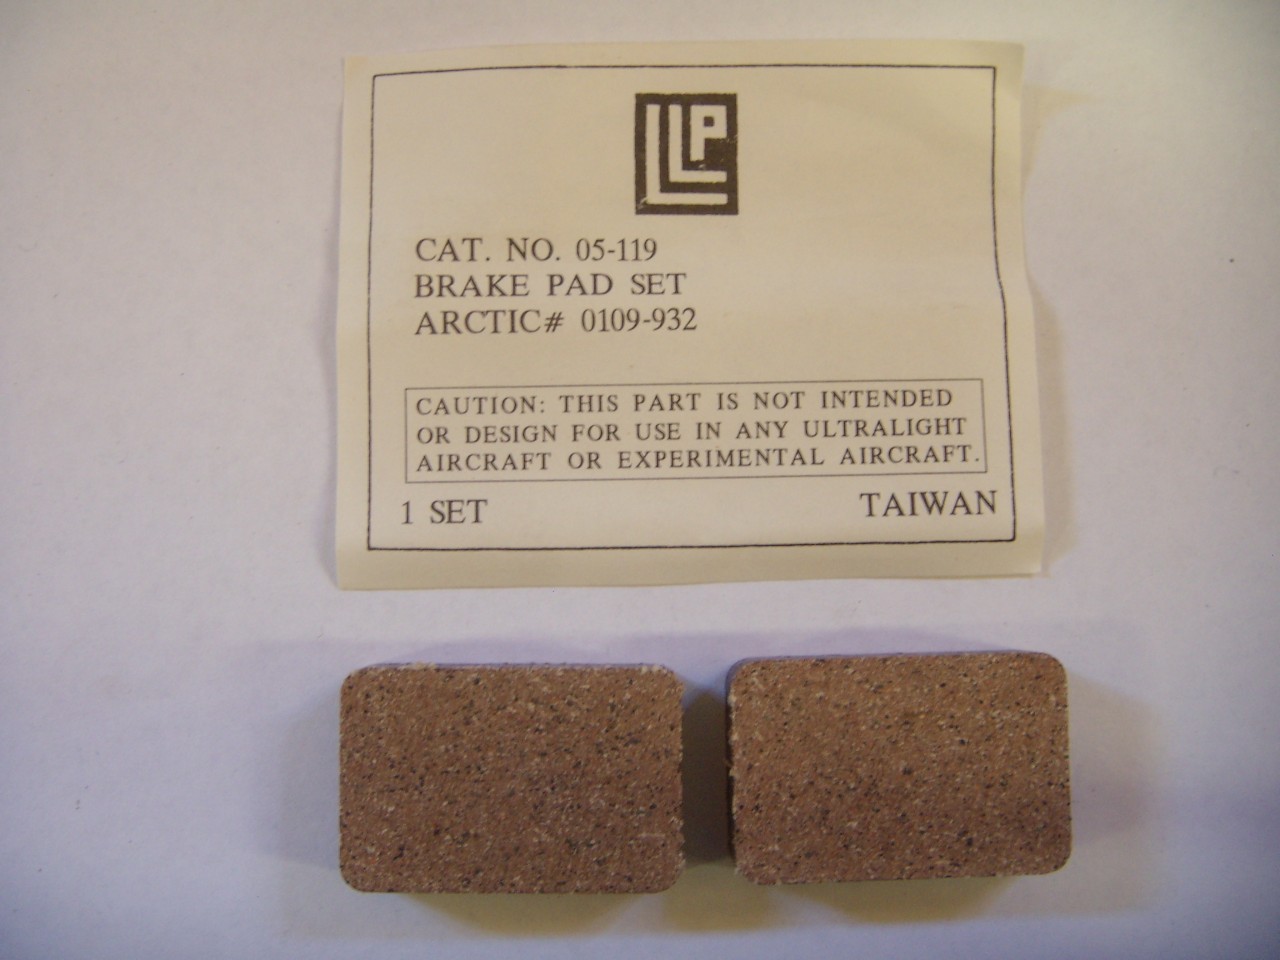 LLP
CAT. NO. 05-119
BRAKE PAD SET
ARCTIC# 0109-932
CAUTION: THIS PART IS NOT INTENDED
OR DESIGN FOR USE IN ANY ULTRALIGHT
AIRCRAFT OR EXPERIMENTAL AIRCRAFT.
1 SET TAIWAN